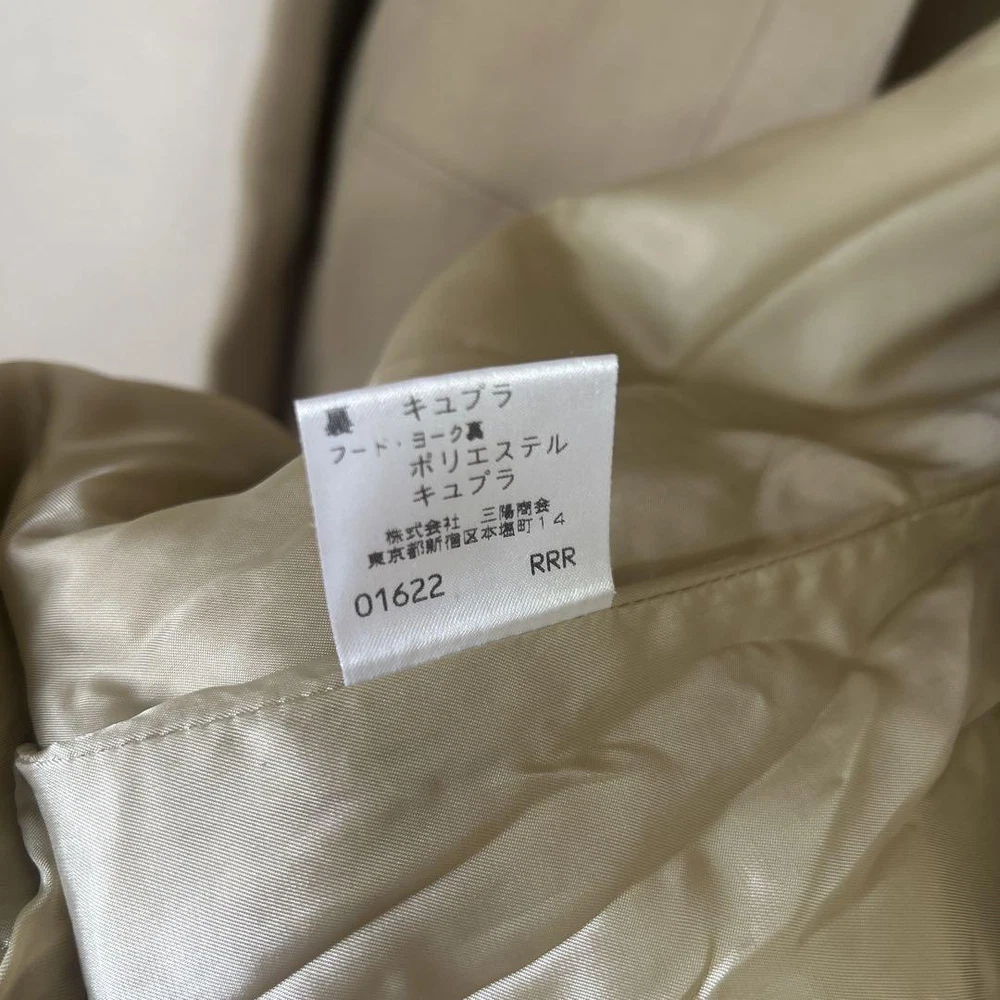 裏 キュプラ
フード・ヨーク裏
ポリエステル
キュプラ
株式会社 三陽商会
東京都新宿区本塩町14
01622 RRR